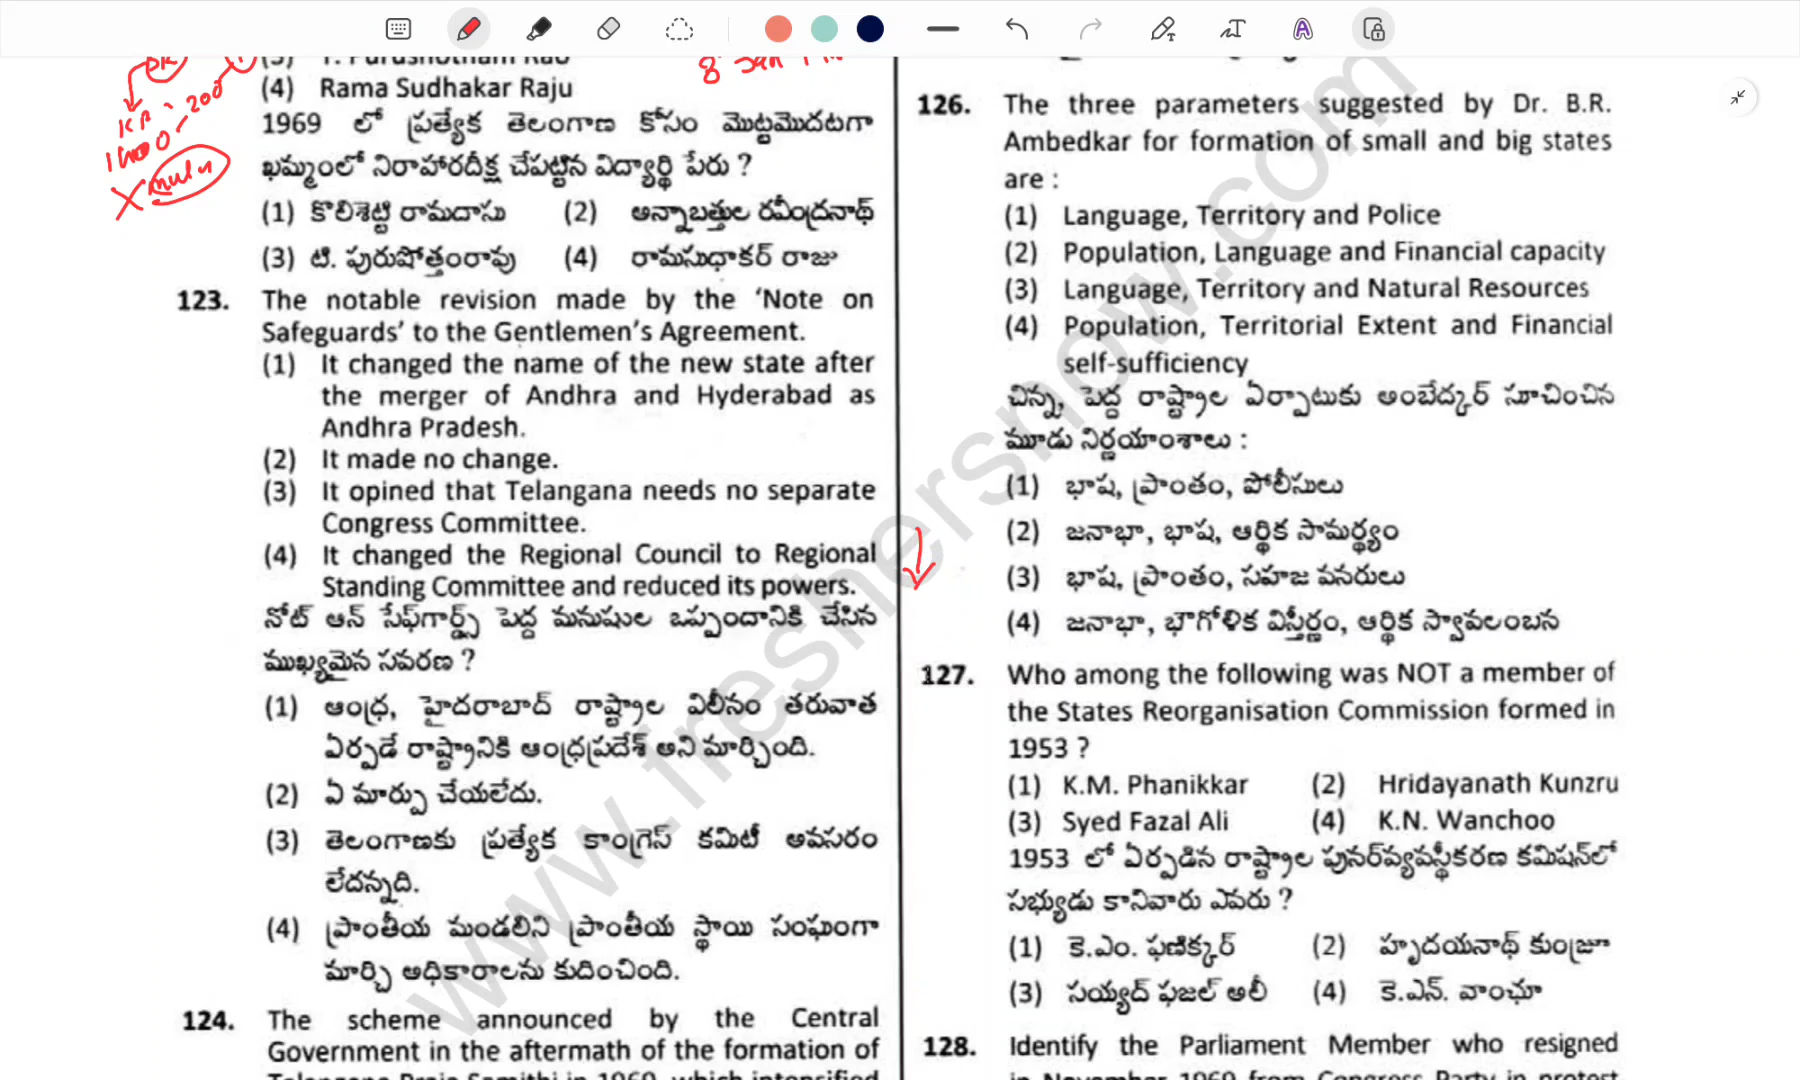 (4) Rama Sudhakar Raju
1969 లో ప్రత్యేక తెలంగాణ కోసం మొట్టమొదటగా
ఖమ్మంలో నిరాహారదీక్ష చేపట్టిన విద్యార్థి పేరు ?
(1) కొలిశెట్టి రామదాసు (2) అన్నాబత్తుల రవీంద్రనాథ్
(3) టి. పురుషోత్తంరావు (4) రామసుధాకర్ రాజు
123. The notable revision made by the ‘Note on
Safeguards’ to the Gentlemen’s Agreement.
(1) It changed the name of the new state after
the merger of Andhra and Hyderabad as
Andhra Pradesh.
(2) It made no change.
(3) It opined that Telangana needs no separate
Congress Committee.
(4) It changed the Regional Council to Regional
Standing Committee and reduced its powers.
నోట్ ఆన్ సేఫ్‌గార్డ్స్ పెద్ద మనుషుల ఒప్పందానికి చేసిన
ముఖ్యమైన సవరణ ?
(1) ఆంధ్ర, హైదరాబాద్ రాష్ట్రాల విలీనం తరువాత
ఏర్పడే రాష్ట్రానికి ఆంధ్రప్రదేశ్ అని మార్చింది.
(2) ఏ మార్పు చేయలేదు.
(3) తెలంగాణకు ప్రత్యేక కాంగ్రెస్ కమిటీ అవసరం
లేదన్నది.
(4) ప్రాంతీయ మండలిని ప్రాంతీయ స్థాయి సంఘంగా
మార్చి అధికారాలను కుదించింది.
124. The scheme announced by the Central
Government in the aftermath of the formation of
126. The three parameters suggested by Dr. B.R.
Ambedkar for formation of small and big states
are :
(1) Language, Territory and Police
(2) Population, Language and Financial capacity
(3) Language, Territory and Natural Resources
(4) Population, Territorial Extent and Financial
self-sufficiency
చిన్న, పెద్ద రాష్ట్రాల ఏర్పాటుకు అంబేద్కర్ సూచించిన
మూడు నిర్ణయాంశాలు :
(1) భాష, ప్రాంతం, పోలీసులు
(2) జనాభా, భాష, ఆర్థిక సామర్థ్యం
(3) భాష, ప్రాంతం, సహజ వనరులు
(4) జనాభా, భౌగోళిక విస్తీర్ణం, ఆర్థిక స్వావలంబన
127. Who among the following was NOT a member of
the States Reorganisation Commission formed in
1953 ?
(1) K.M. Phanikkar (2) Hridayanath Kunzru
(3) Syed Fazal Ali (4) K.N. Wanchoo
1953 లో ఏర్పడిన రాష్ట్రాల పునర్‌వ్యవస్థీకరణ కమిషన్‌లో
సభ్యుడు కానివారు ఎవరు ?
(1) కె.ఎం. ఫణిక్కర్ (2) హృదయనాథ్ కుంజ్రూ
(3) సయ్యద్ ఫజల్ అలీ (4) కె.ఎన్. వాంఛూ
128. Identify the Parliament Member who resigned
in November 1969 from Congress Party in protest
www.freshersnow.com